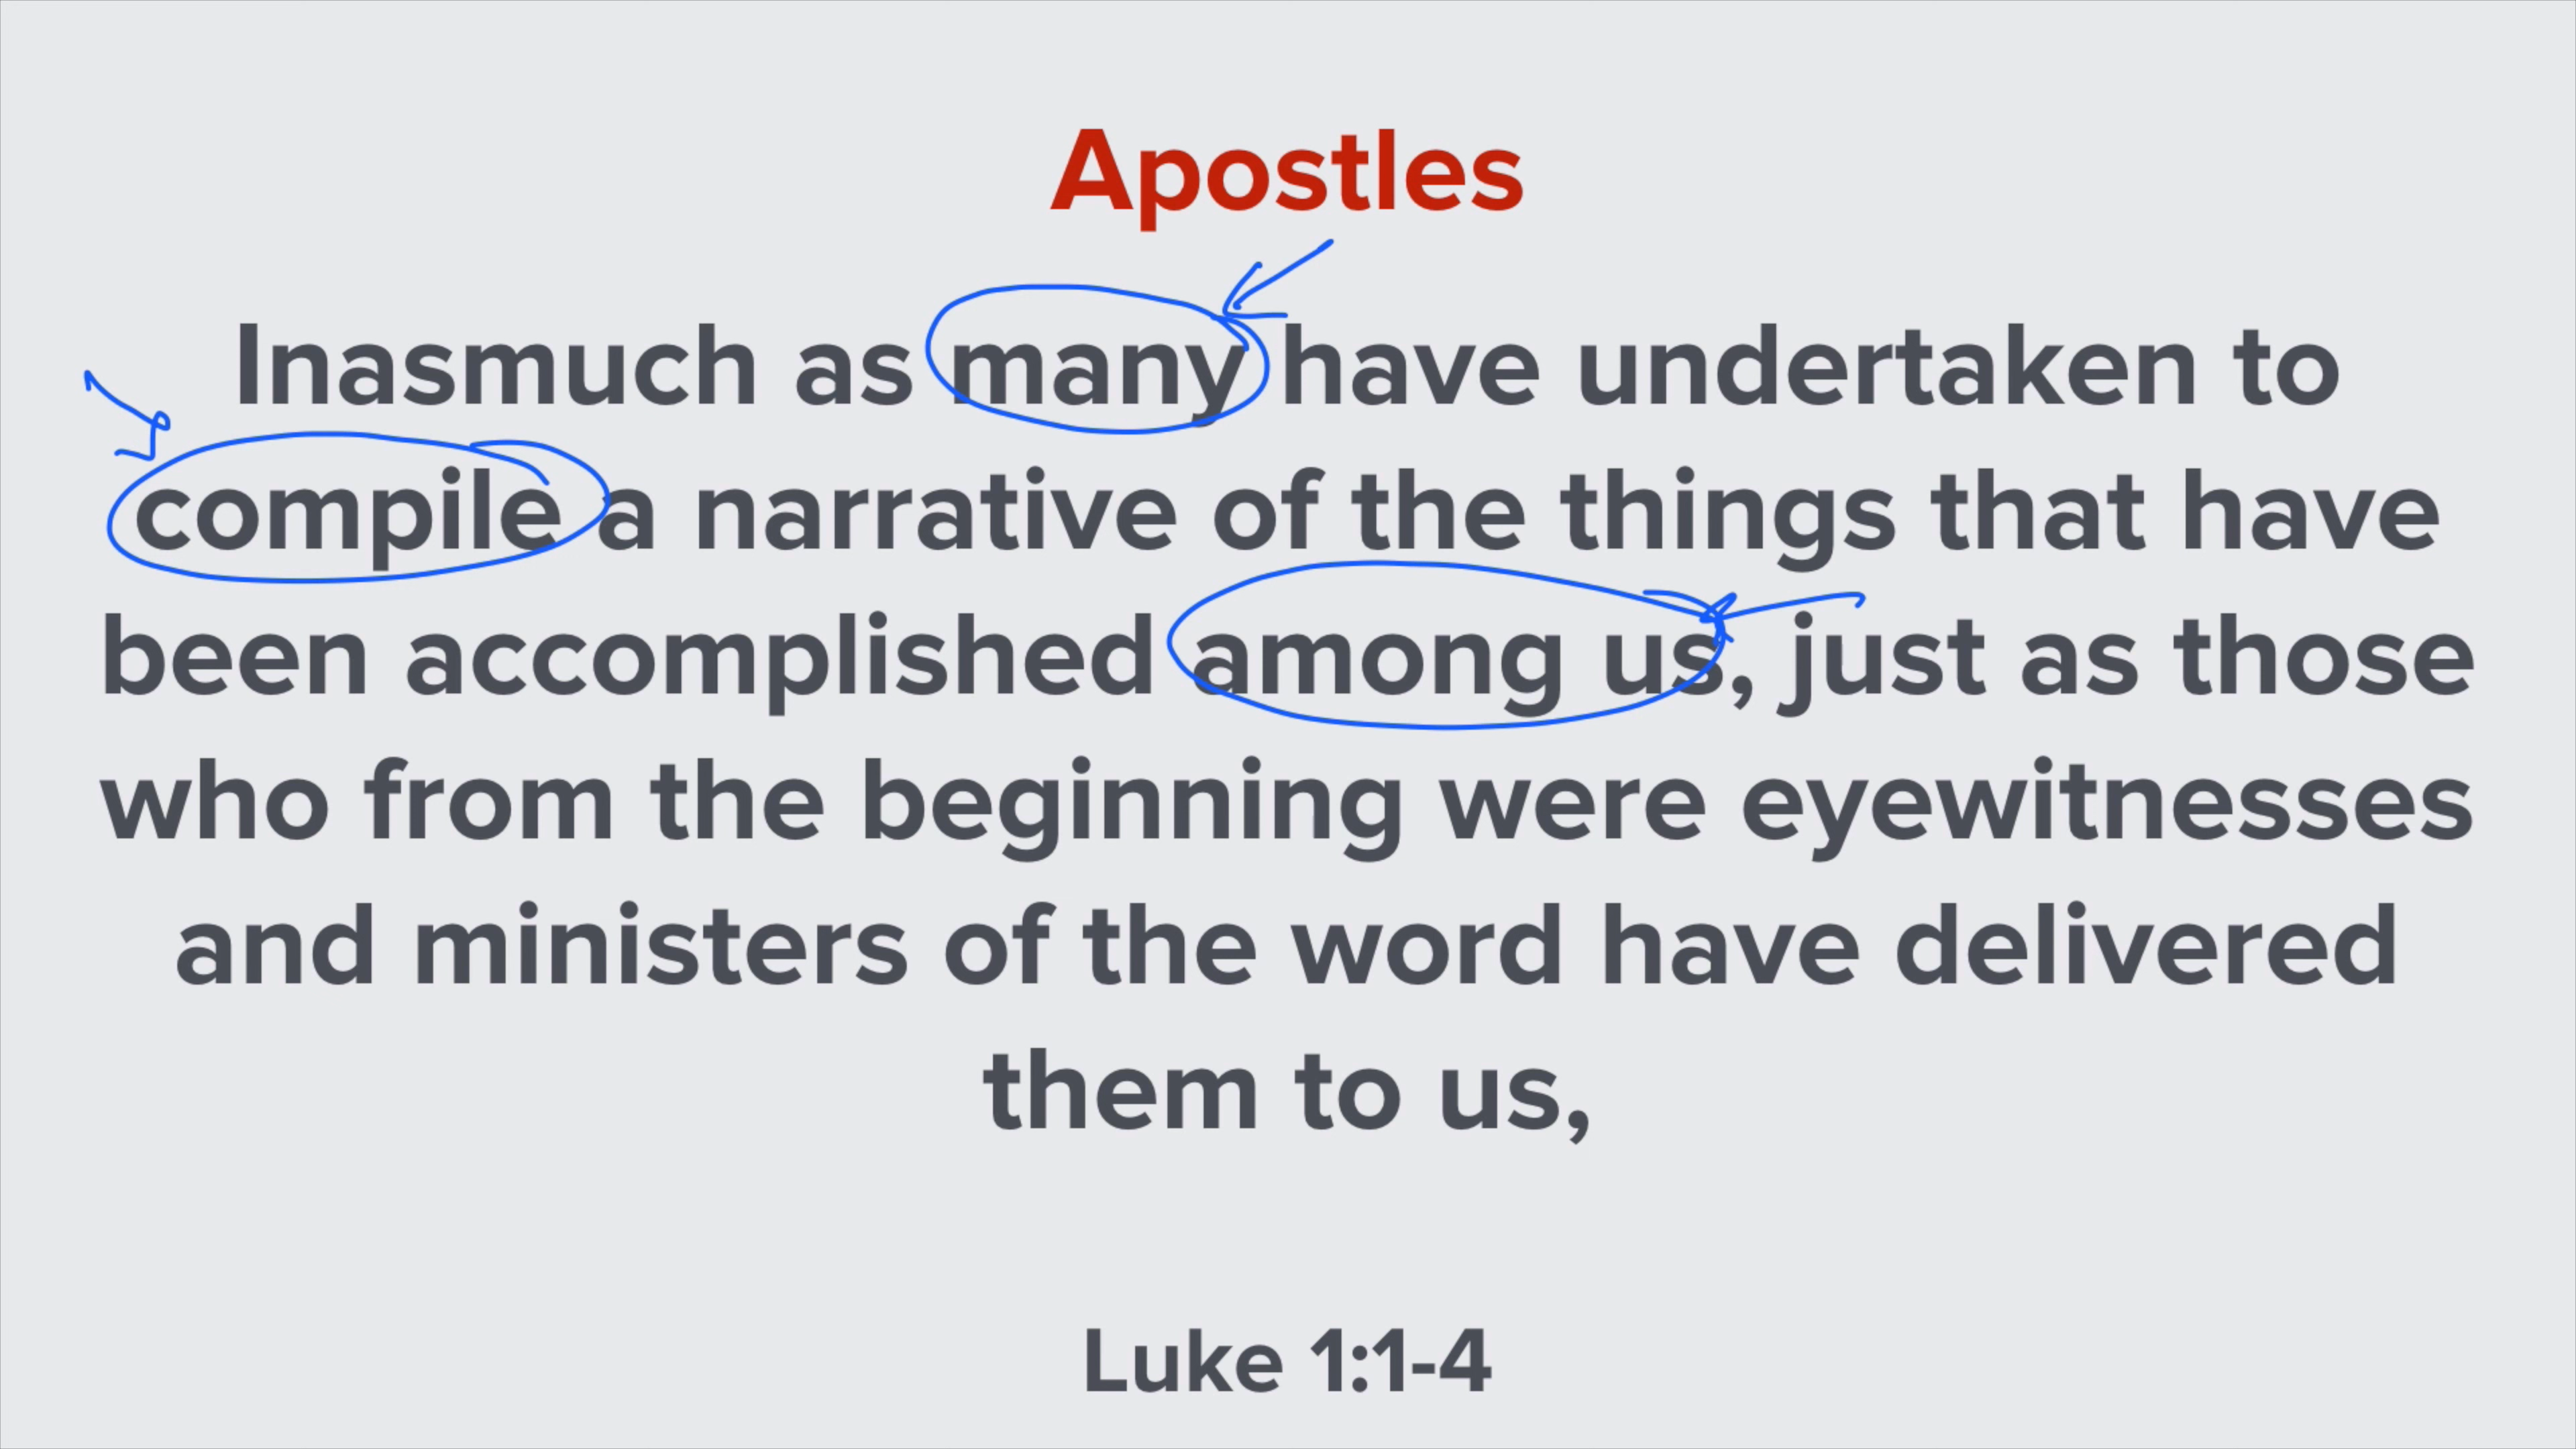 Apostles
Inasmuch as many have undertaken to
compile a narrative of the things that have
been accomplished among us, just as those
who from the beginning were eyewitnesses
and ministers of the word have delivered
them to us,
Luke 1:1-4